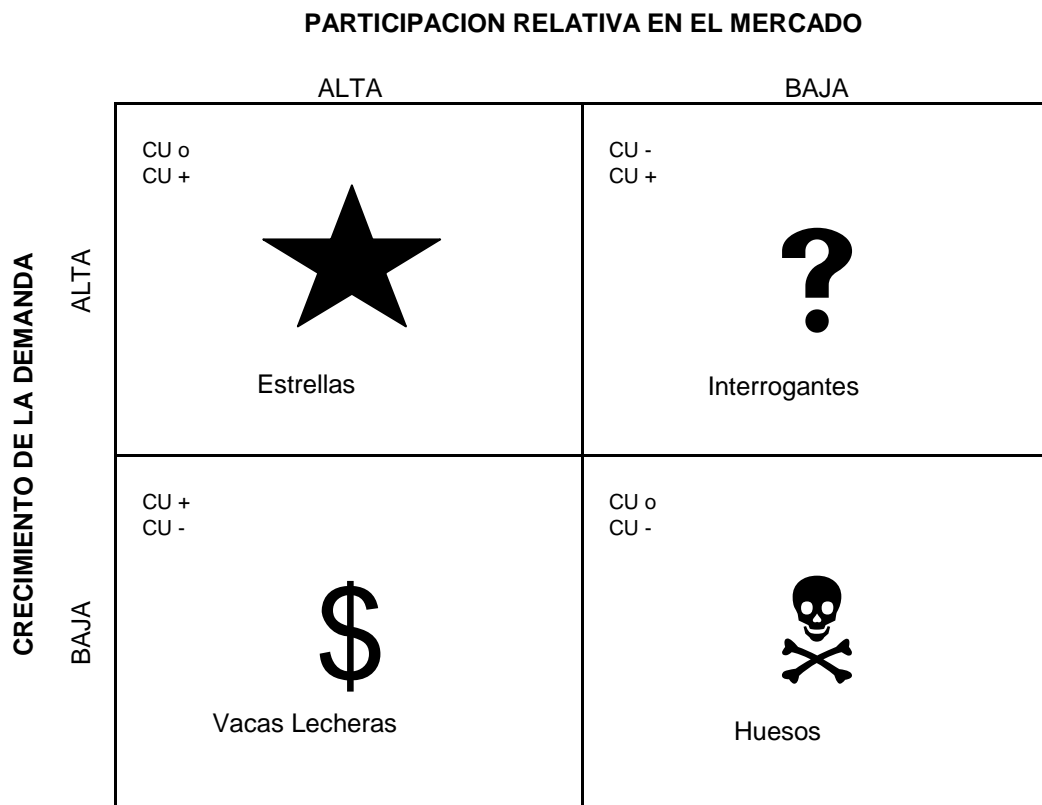 PARTICIPACION RELATIVA EN EL MERCADO
ALTA
BAJA
CRECIMIENTO DE LA DEMANDA
ALTA
CU o
CU +
Estrellas
CU -
CU +
?
Interrogantes
BAJA
CU +
CU -
$
Vacas Lecheras
CU o
CU -
Huesos